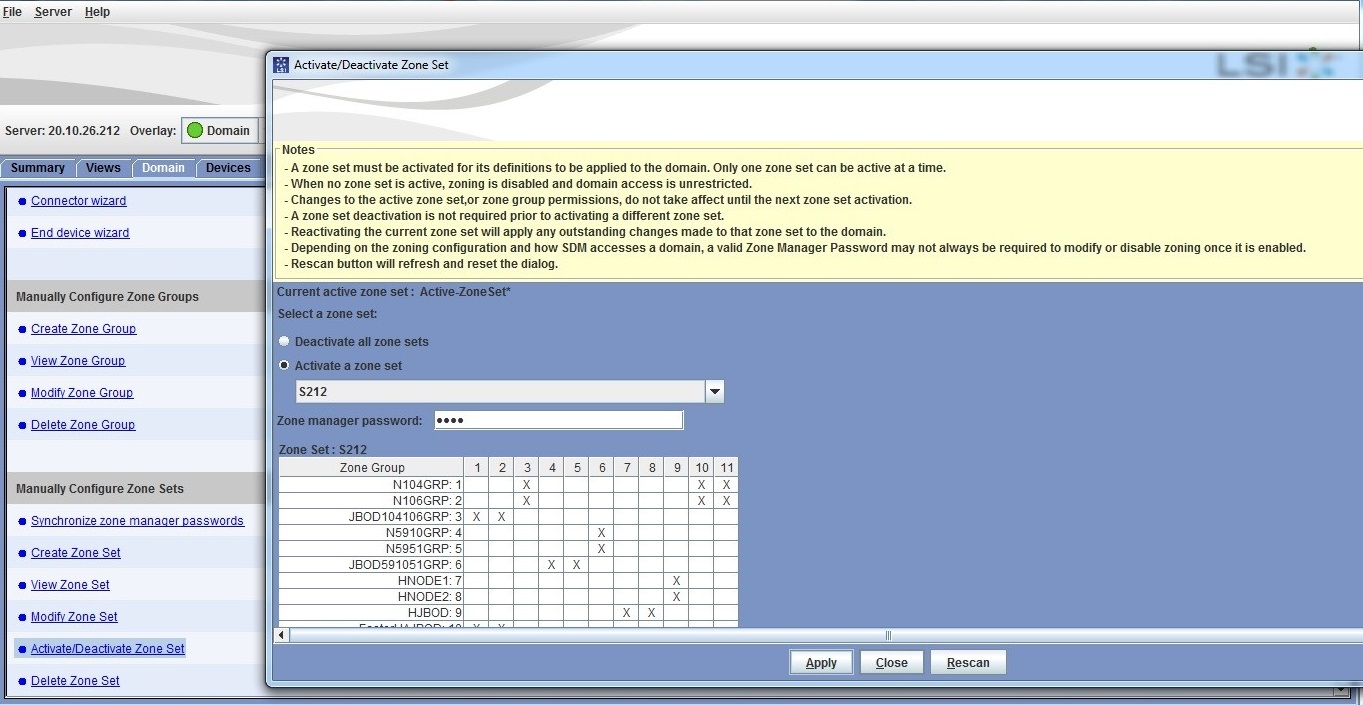 File Server Help
Activate/Deactivate Zone Set
LSI
Server: 20.10.26.212 Overlay: Domain
Summary Views Domain Devices
Connector wizard
End device wizard
Manually Configure Zone Groups
Create Zone Group
View Zone Group
Modify Zone Group
Delete Zone Group
Manually Configure Zone Sets
Synchronize zone manager passwords
Create Zone Set
View Zone Set
Modify Zone Set
Activate/Deactivate Zone Set
Delete Zone Set
Notes
- A zone set must be activated for its definitions to be applied to the domain. Only one zone set can be active at a time.
- When no zone set is active, zoning is disabled and domain access is unrestricted.
- Changes to the active zone set,or zone group permissions, do not take affect until the next zone set activation.
- A zone set deactivation is not required prior to activating a different zone set.
- Reactivating the current zone set will apply any outstanding changes made to that zone set to the domain.
- Depending on the zoning configuration and how SDM accesses a domain, a valid Zone Manager Password may not always be required to modify or disable zoning once it is enabled.
- Rescan button will refresh and reset the dialog.
Current active zone set : Active-ZoneSet*
Select a zone set:
Deactivate all zone sets
Activate a zone set
S212
Zone manager password: ••••
Zone Set : S212
Zone Group 1 2 3 4 5 6 7 8 9 10 11
N104GRP: 1 X X X
N106GRP: 2 X X X
JBOD104106GRP: 3 X X
N5910GRP: 4 X
N5951GRP: 5 X
JBOD591051GRP: 6 X X
HNODE1: 7 X
HNODE2: 8 X
HJBOD: 9 X X
Apply Close Rescan